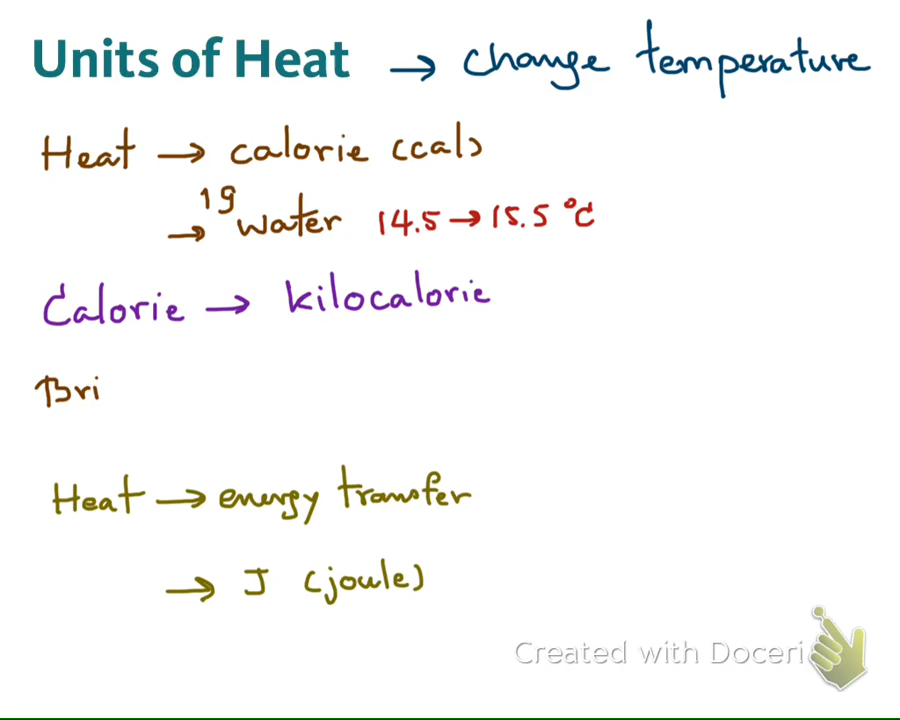 Units of Heat → change temperature
Heat → calorie (cal)
→ 1g water 14.5 → 15.5 °C
Calorie → kilocalorie
Bri
Heat → energy transfer
→ J (joule)
Created with Doceri